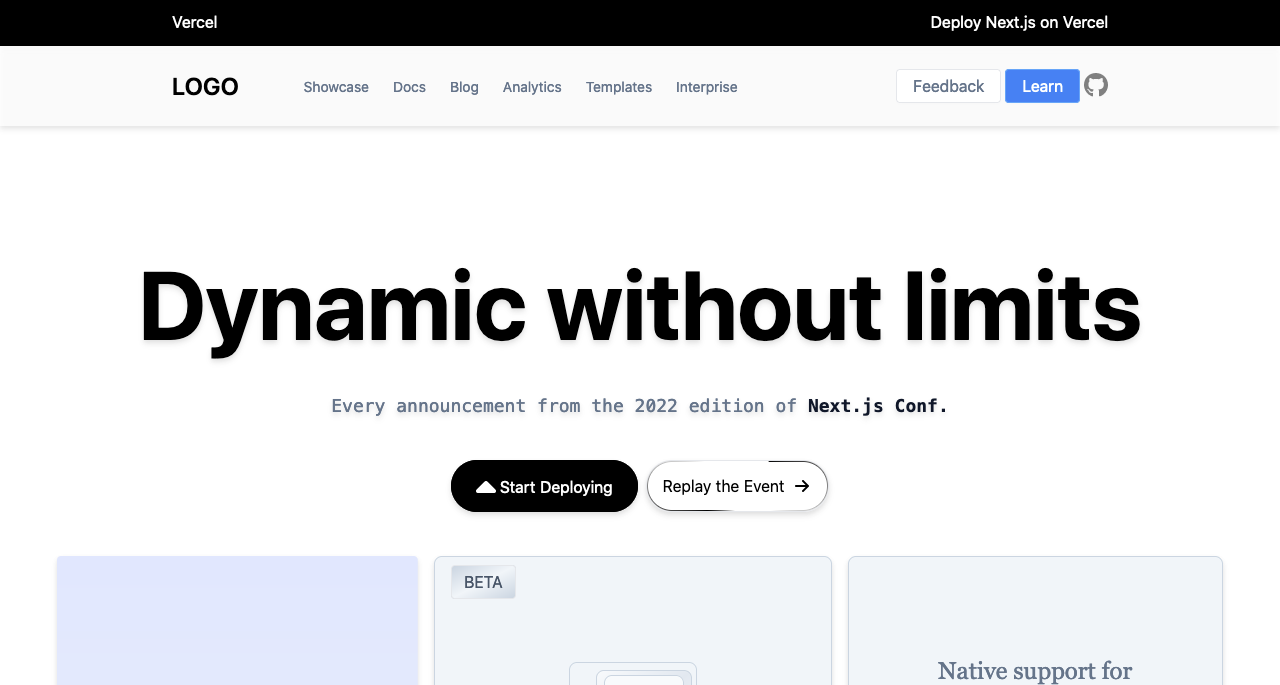 Vercel
Deploy Next.js on Vercel
LOGO
Showcase
Docs
Blog
Analytics
Templates
Interprise
Feedback
Learn
Dynamic without limits
Every announcement from the 2022 edition of Next.js Conf.
Start Deploying
Replay the Event
BETA
Native support for